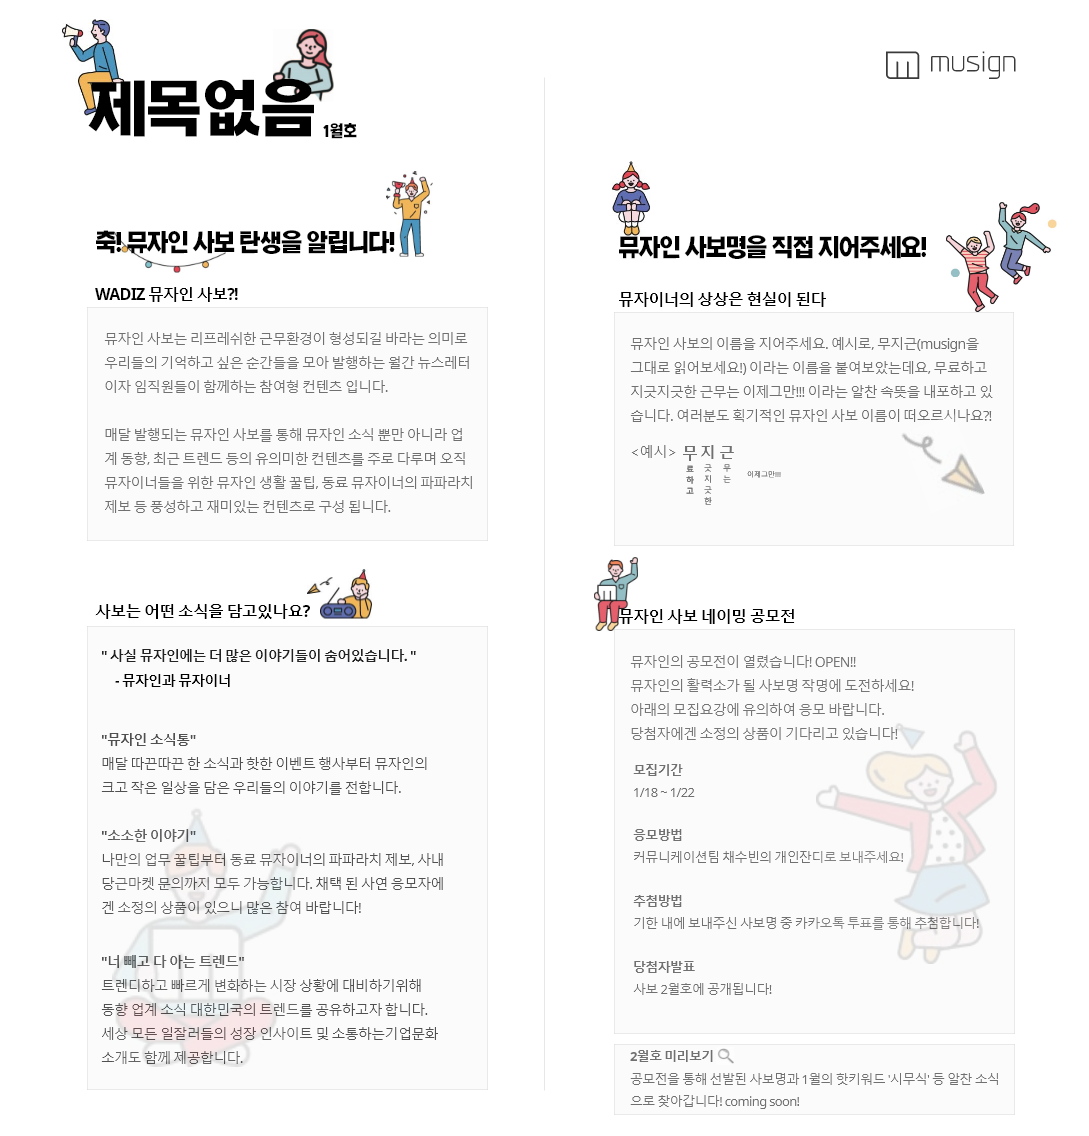 제목없음 1월호
musign
축! 뮤자인 사보 탄생을 알립니다!
WADIZ 뮤자인 사보?!
뮤자인 사보는 리프레쉬한 근무환경이 형성되길 바라는 의미로
우리들의 기억하고 싶은 순간들을 모아 발행하는 월간 뉴스레터
이자 임직원들이 함께하는 참여형 컨텐츠 입니다.
매달 발행되는 뮤자인 사보를 통해 뮤자인 소식 뿐만 아니라 업
계 동향, 최근 트렌드 등의 유의미한 컨텐츠를 주로 다루며 오직
뮤자이너들을 위한 뮤자인 생활 꿀팁, 동료 뮤자이너의 파파라치
제보 등 풍성하고 재미있는 컨텐츠로 구성 됩니다.
사보는 어떤 소식을 담고있나요?
" 사실 뮤자인에는 더 많은 이야기들이 숨어있습니다. "
- 뮤자인과 뮤자이너
"뮤자인 소식통"
매달 따끈따끈 한 소식과 핫한 이벤트 행사부터 뮤자인의
크고 작은 일상을 담은 우리들의 이야기를 전합니다.
"소소한 이야기"
나만의 업무 꿀팁부터 동료 뮤자이너의 파파라치 제보, 사내
당근마켓 문의까지 모두 가능합니다. 채택 된 사연 응모자에
겐 소정의 상품이 있으니 많은 참여 바랍니다!
"너 빼고 다 아는 트렌드"
트렌디하고 빠르게 변화하는 시장 상황에 대비하기위해
동향 업계 소식 대한민국의 트렌드를 공유하고자 합니다.
세상 모든 일잘러들의 성장 인사이트 및 소통하는기업문화
소개도 함께 제공합니다.
뮤자인 사보명을 직접 지어주세요!
뮤자이너의 상상은 현실이 된다
뮤자인 사보의 이름을 지어주세요. 예시로, 무지근(musign을
그대로 읽어보세요!) 이라는 이름을 붙여보았는데요, 무료하고
지긋지긋한 근무는 이제그만!!! 이라는 알찬 속뜻을 내포하고 있
습니다. 여러분도 획기적인 뮤자인 사보 이름이 떠오르시나요?!
<예시> 무 지 근
료하고 긋지긋한 무는 이제그만!!!
뮤자인 사보 네이밍 공모전
뮤자인의 공모전이 열렸습니다! OPEN!!
뮤자인의 활력소가 될 사보명 작명에 도전하세요!
아래의 모집요강에 유의하여 응모 바랍니다.
당첨자에겐 소정의 상품이 기다리고 있습니다!
모집기간
1/18 ~ 1/22
응모방법
커뮤니케이션팀 채수빈의 개인잔디로 보내주세요!
추첨방법
기한 내에 보내주신 사보명 중 카카오톡 투표를 통해 추첨합니다!
당첨자발표
사보 2월호에 공개됩니다!
2월호 미리보기
공모전을 통해 선발된 사보명과 1월의 핫키워드 '시무식' 등 알찬 소식
으로 찾아갑니다! coming soon!